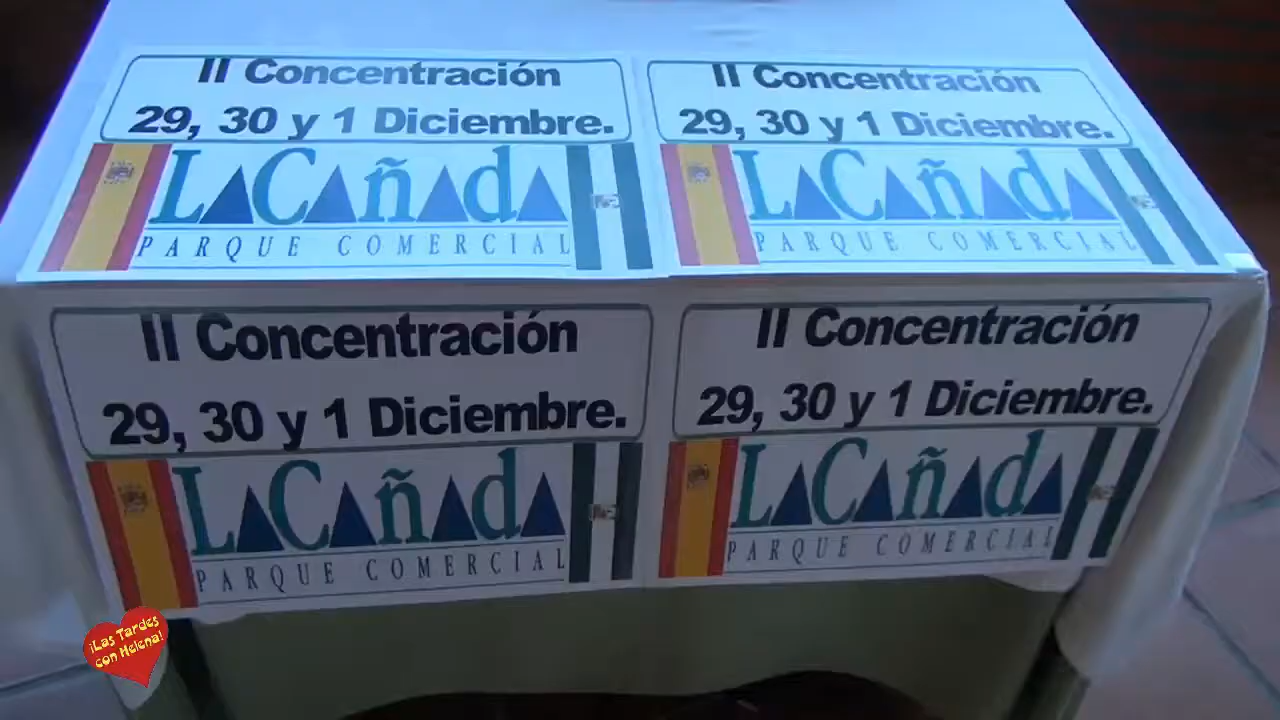 II Concentración
29, 30 y 1 Diciembre.
LaCañada
PARQUE COMERCIAL
II Concentración
29, 30 y 1 Diciembre.
LaCañada
PARQUE COMERCIAL
II Concentración
29, 30 y 1 Diciembre.
LaCañada
PARQUE COMERCIAL
II Concentración
29, 30 y 1 Diciembre.
LaCañada
PARQUE COMERCIAL
¡Las Tardes
con Helena!